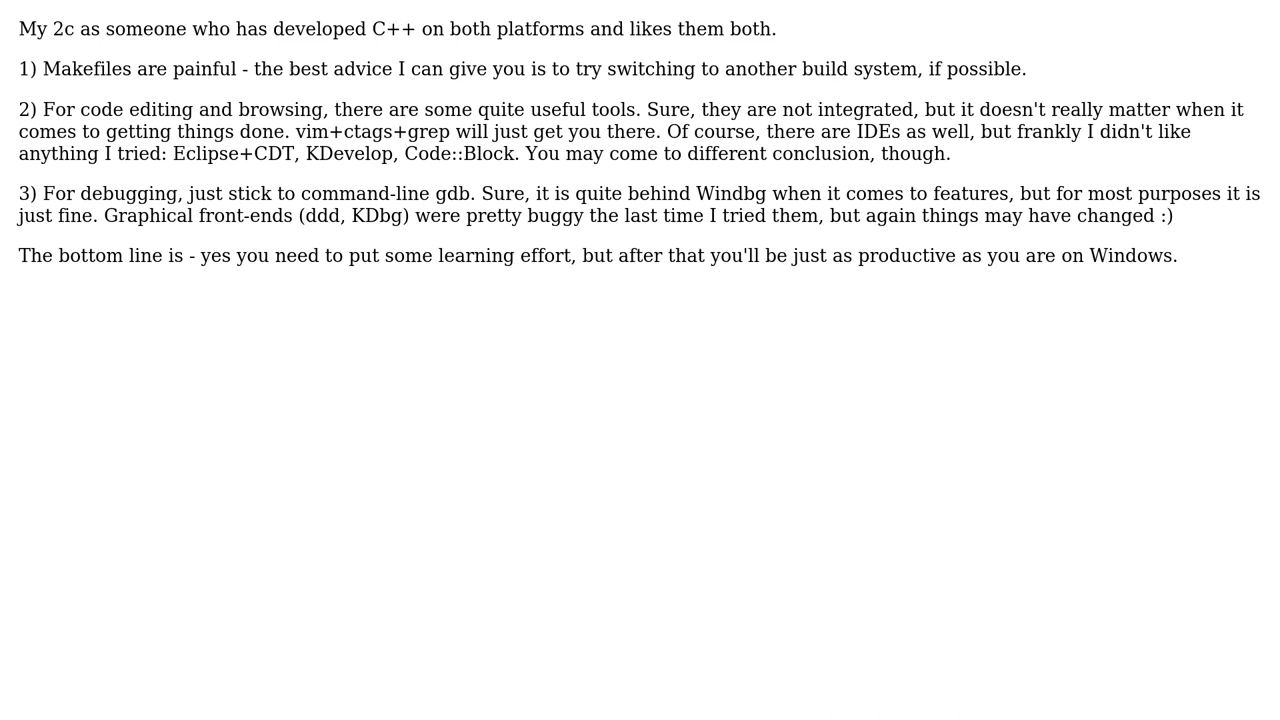 My 2c as someone who has developed C++ on both platforms and likes them both.
1) Makefiles are painful - the best advice I can give you is to try switching to another build system, if possible.
2) For code editing and browsing, there are some quite useful tools. Sure, they are not integrated, but it doesn't really matter when it
comes to getting things done. vim+ctags+grep will just get you there. Of course, there are IDEs as well, but frankly I didn't like
anything I tried: Eclipse+CDT, KDevelop, Code::Block. You may come to different conclusion, though.
3) For debugging, just stick to command-line gdb. Sure, it is quite behind Windbg when it comes to features, but for most purposes it is
just fine. Graphical front-ends (ddd, KDbg) were pretty buggy the last time I tried them, but again things may have changed :)
The bottom line is - yes you need to put some learning effort, but after that you'll be just as productive as you are on Windows.